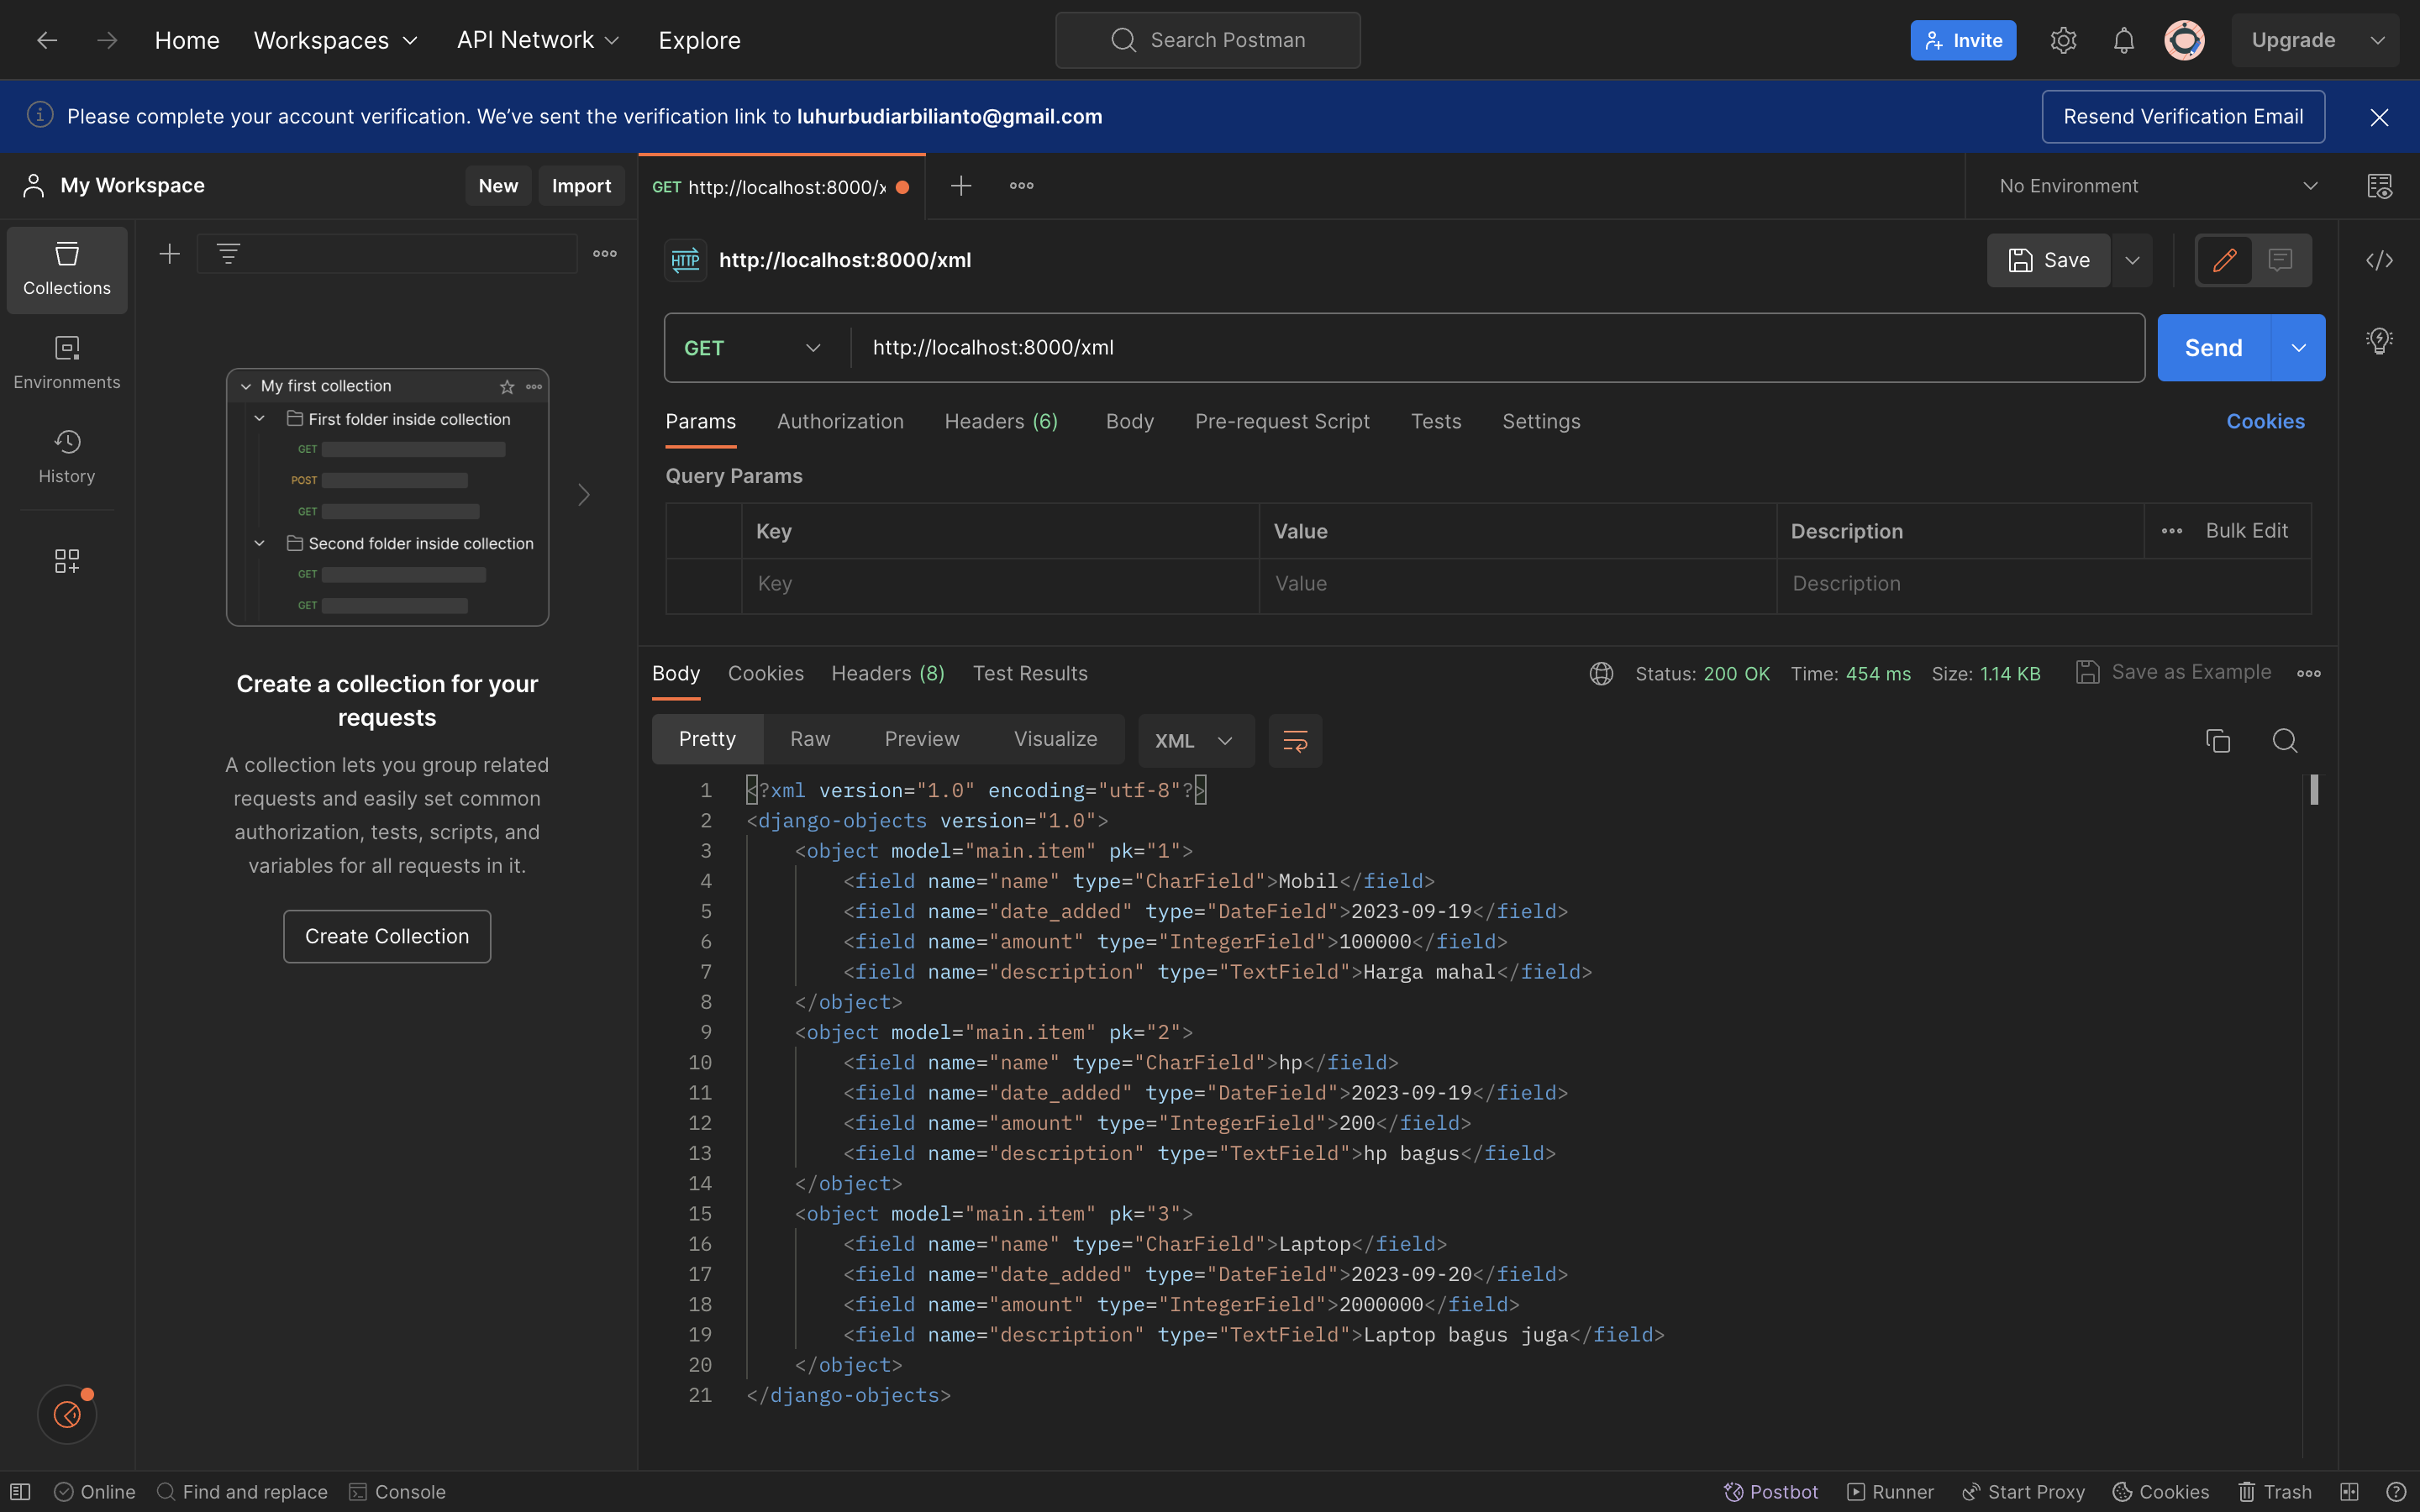 Home Workspaces API Network Explore Search Postman Invite Upgrade
Please complete your account verification. We've sent the verification link to luhurbudiarbilianto@gmail.com Resend Verification Email
My Workspace New Import GET http://localhost:8000/x No Environment
Collections
Environments
History
My first collection
First folder inside collection
GET
POST
GET
Second folder inside collection
GET
GET
Create a collection for your
requests
A collection lets you group related
requests and easily set common
authorization, tests, scripts, and
variables for all requests in it.
Create Collection
HTTP http://localhost:8000/xml Save
GET http://localhost:8000/xml Send
Params Authorization Headers (6) Body Pre-request Script Tests Settings Cookies
Query Params
Key Value Description Bulk Edit
Key Value Description
Body Cookies Headers (8) Test Results Status: 200 OK Time: 454 ms Size: 1.14 KB Save as Example
Pretty Raw Preview Visualize XML
1 <?xml version="1.0" encoding="utf-8"?>
2 <django-objects version="1.0">
3 <object model="main.item" pk="1">
4 <field name="name" type="CharField">Mobil</field>
5 <field name="date_added" type="DateField">2023-09-19</field>
6 <field name="amount" type="IntegerField">100000</field>
7 <field name="description" type="TextField">Harga mahal</field>
8 </object>
9 <object model="main.item" pk="2">
10 <field name="name" type="CharField">hp</field>
11 <field name="date_added" type="DateField">2023-09-19</field>
12 <field name="amount" type="IntegerField">200</field>
13 <field name="description" type="TextField">hp bagus</field>
14 </object>
15 <object model="main.item" pk="3">
16 <field name="name" type="CharField">Laptop</field>
17 <field name="date_added" type="DateField">2023-09-20</field>
18 <field name="amount" type="IntegerField">2000000</field>
19 <field name="description" type="TextField">Laptop bagus juga</field>
20 </object>
21 </django-objects>
Online Find and replace Console Postbot Runner Start Proxy Cookies Trash